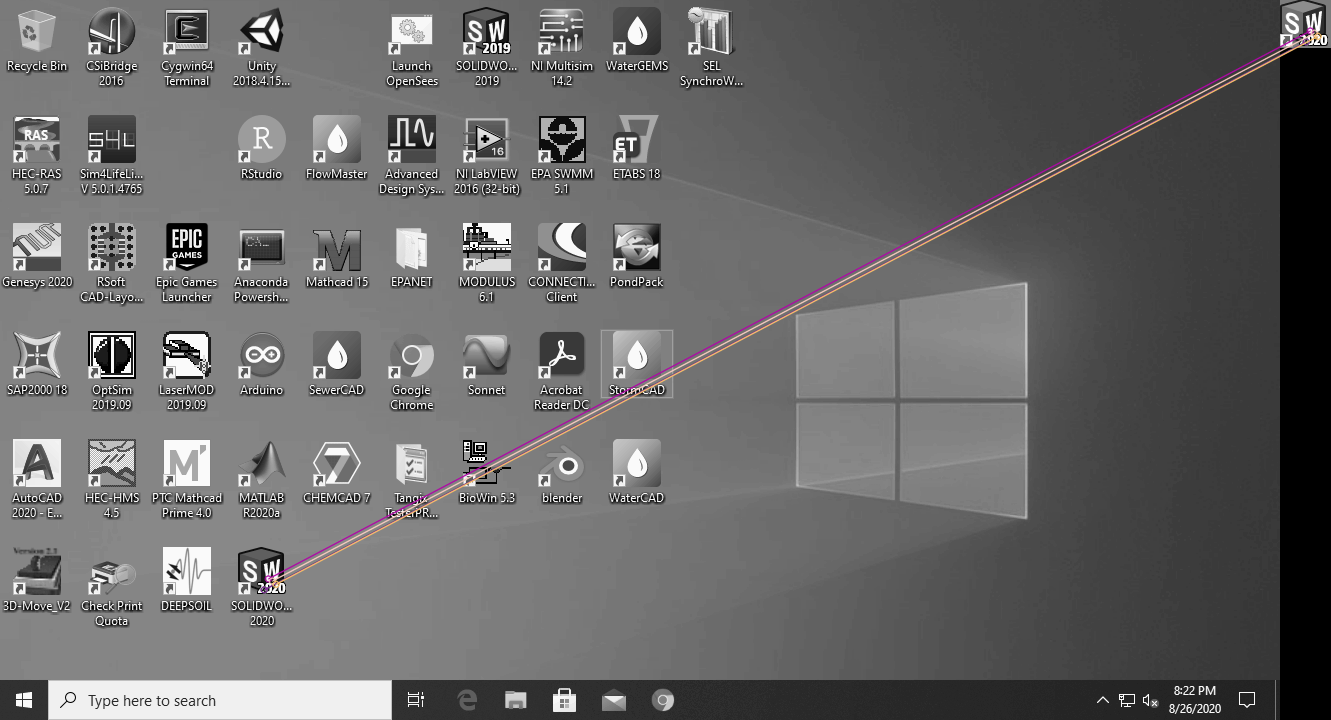 Recycle Bin
CSiBridge
2016
Cygwin64
Terminal
Unity
2018.4.15...
Launch
OpenSees
SW
2019
SOLIDWO...
2019
NI Multisim
14.2
WaterGEMS
SEL
SynchroW...
SW
2020
RAS
HEC-RAS
5.0.7
S4L
Sim4LifeLi...
V 5.0.1.4765
R
RStudio
FlowMaster
Advanced
Design Sys...
16
NI LabVIEW
2016 (32-bit)
EPA SWMM
5.1
ET
ETABS 18
Genesys 2020
RSoft
CAD-Layo...
EPIC
GAMES
Epic Games
Launcher
C:\_
Anaconda
Powersh...
M
Mathcad 15
EPANET
MODULUS
6.1
CONNECTI...
Client
PondPack
SAP2000 18
OptSim
2019.09
LaserMOD
2019.09
Arduino
SewerCAD
Google
Chrome
Sonnet
Acrobat
Reader DC
StormCAD
A
AutoCAD
2020 - E...
HEC-HMS
4.5
M'
PTC Mathcad
Prime 4.0
MATLAB
R2020a
7
CHEMCAD 7
Tangix
TesterPR...
BioWin 5.3
blender
WaterCAD
Version 2.1
3D-Move_V2
Check Print
Quota
DEEPSOIL
SW
2020
SOLIDWO...
2020
Type here to search
8:22 PM
8/26/2020